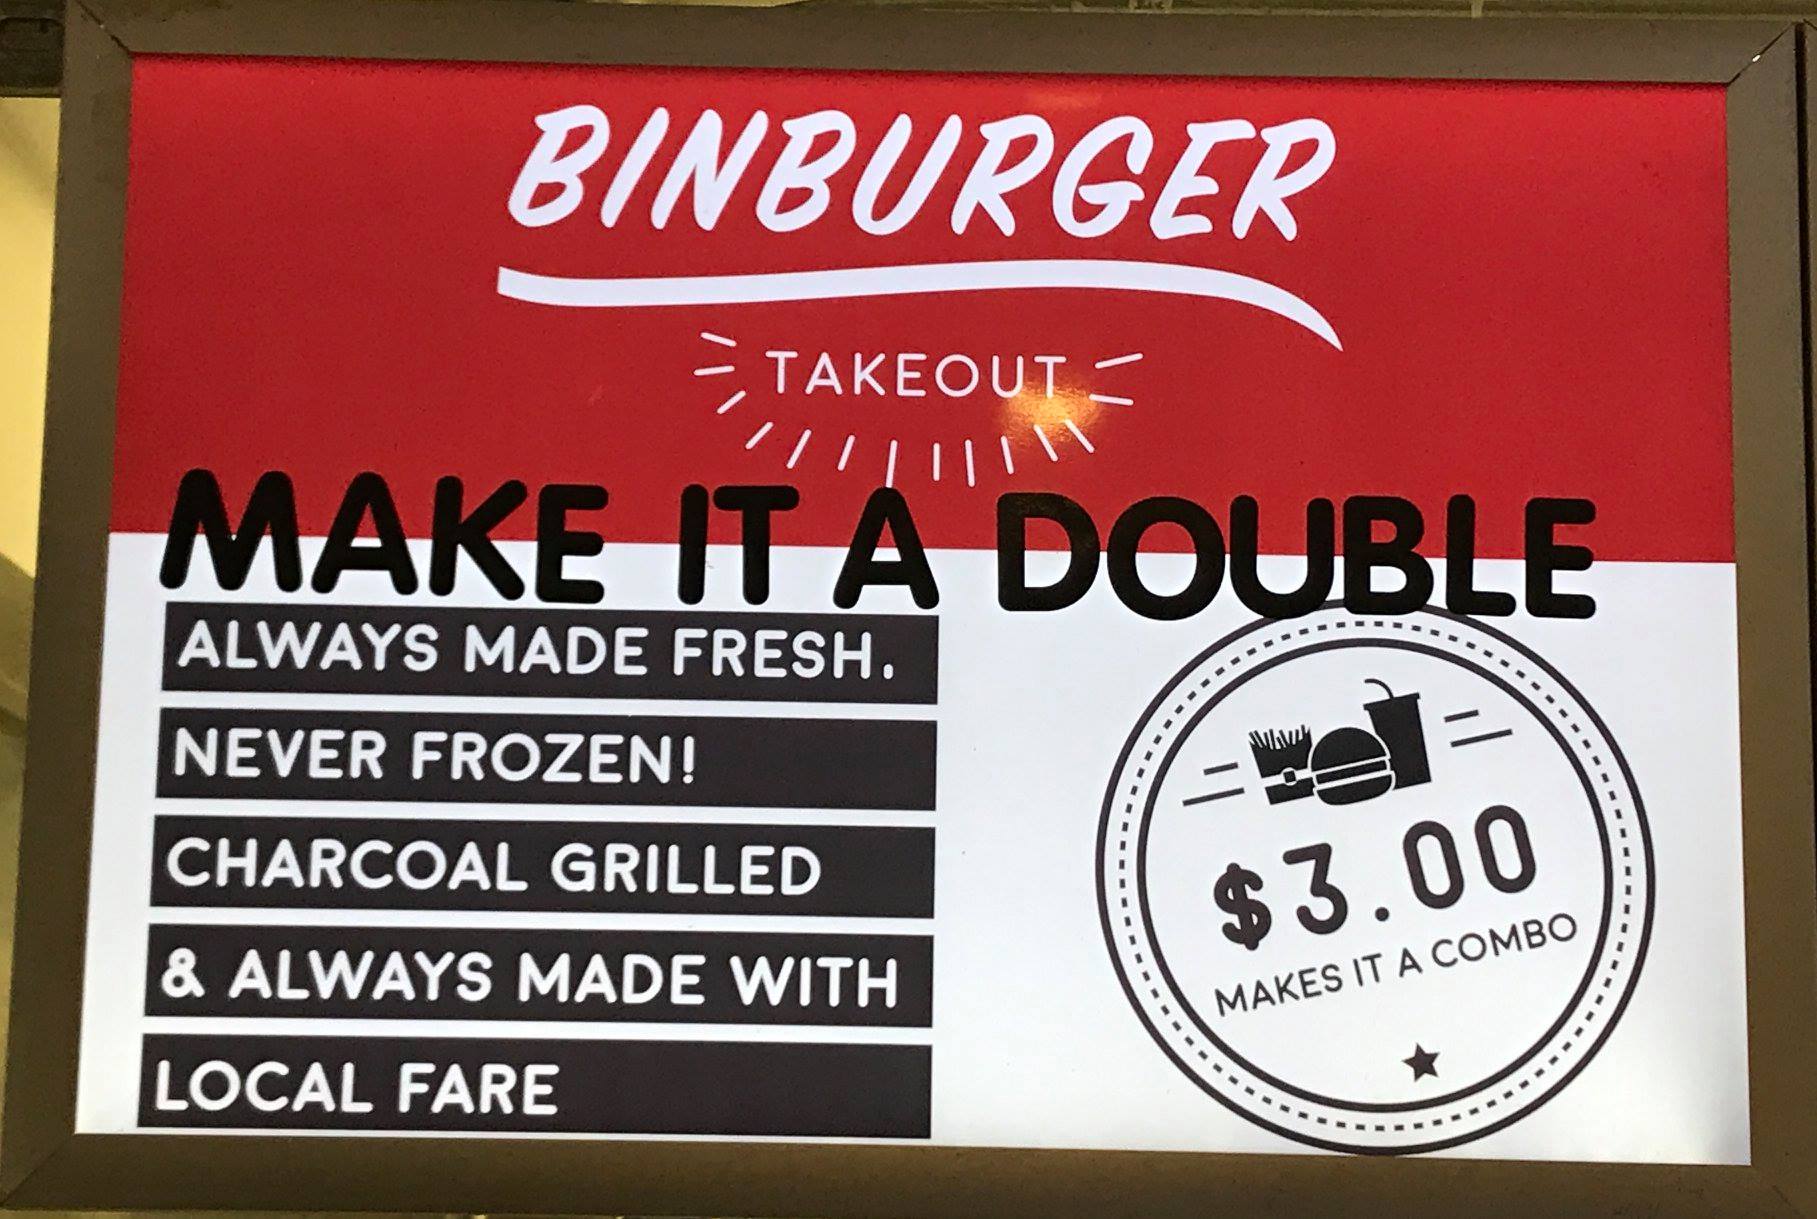 BINBURGER
TAKEOUT
MAKE IT A DOUBLE
ALWAYS MADE FRESH.
NEVER FROZEN!
CHARCOAL GRILLED
& ALWAYS MADE WITH
LOCAL FARE
$3.00
MAKES IT A COMBO